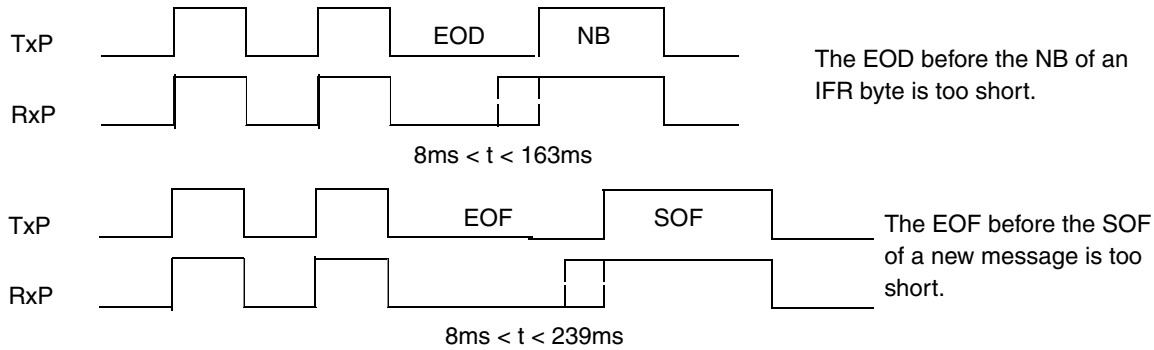 TxP
EOD
NB
The EOD before the NB of an
IFR byte is too short.
RxP
8ms < t < 163ms
TxP
EOF
SOF
The EOF before the SOF
of a new message is too
short.
RxP
8ms < t < 239ms